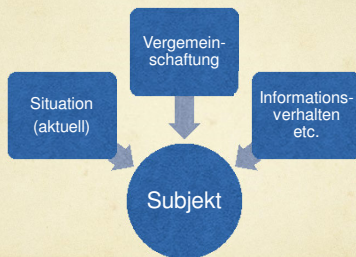 Vergemein-
schaftung
Situation
(aktuell)
Informations-
verhalten
etc.
Subjekt